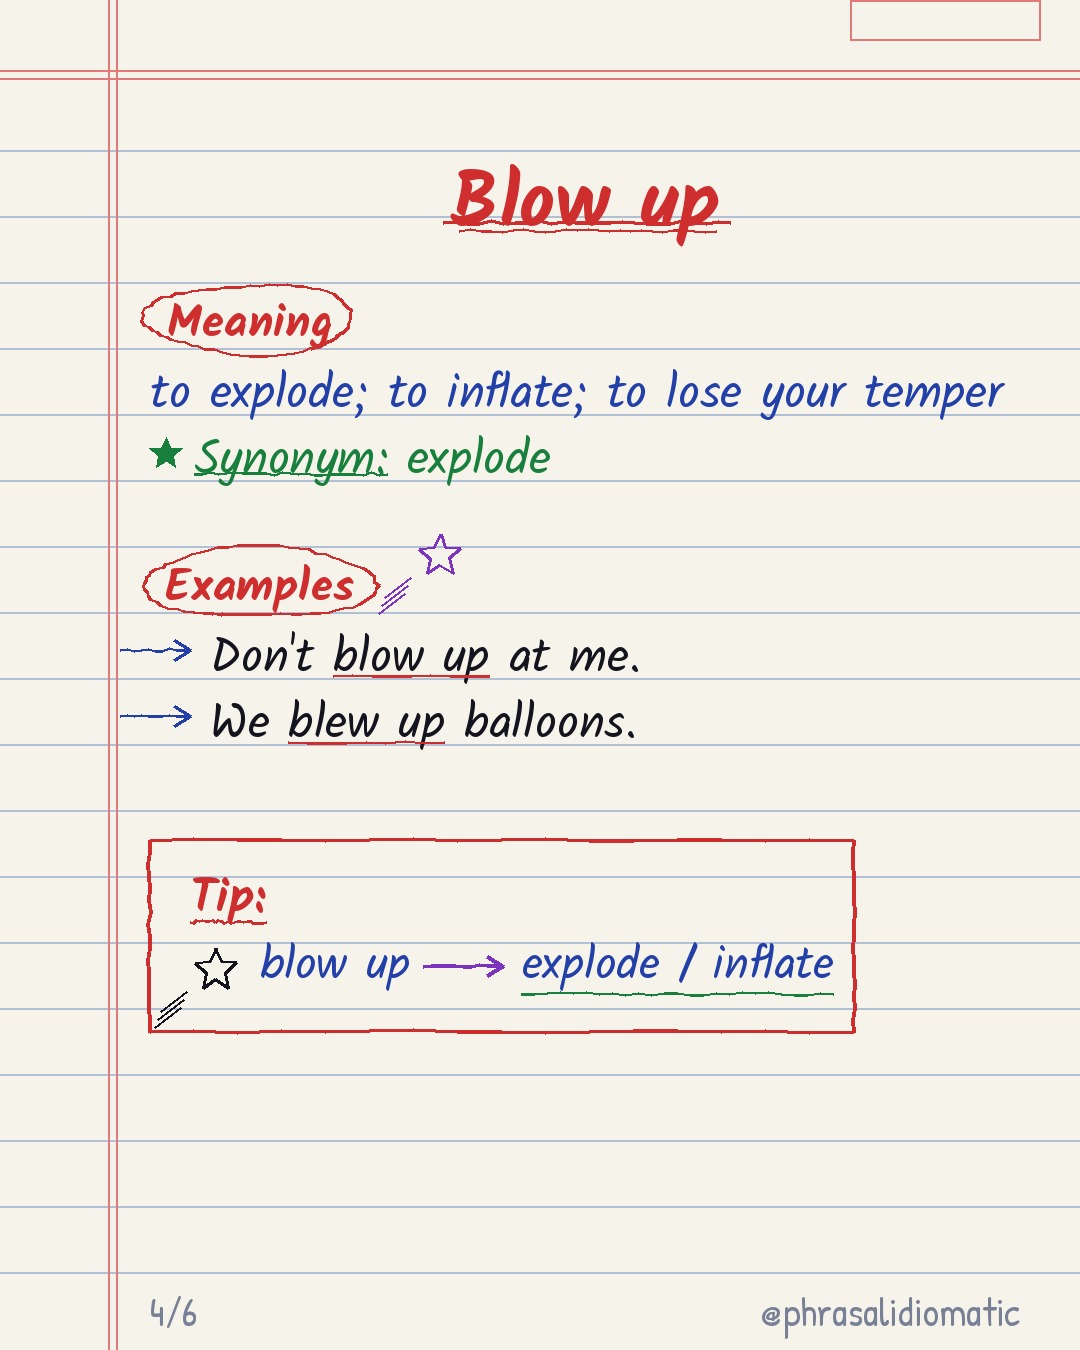 Blow up
Meaning
to explode; to inflate; to lose your temper
★ Synonym: explode
Examples
→ Don't blow up at me.
→ We blew up balloons.
Tip:
☆ blow up → explode / inflate
4/6
@phrasalidiomatic